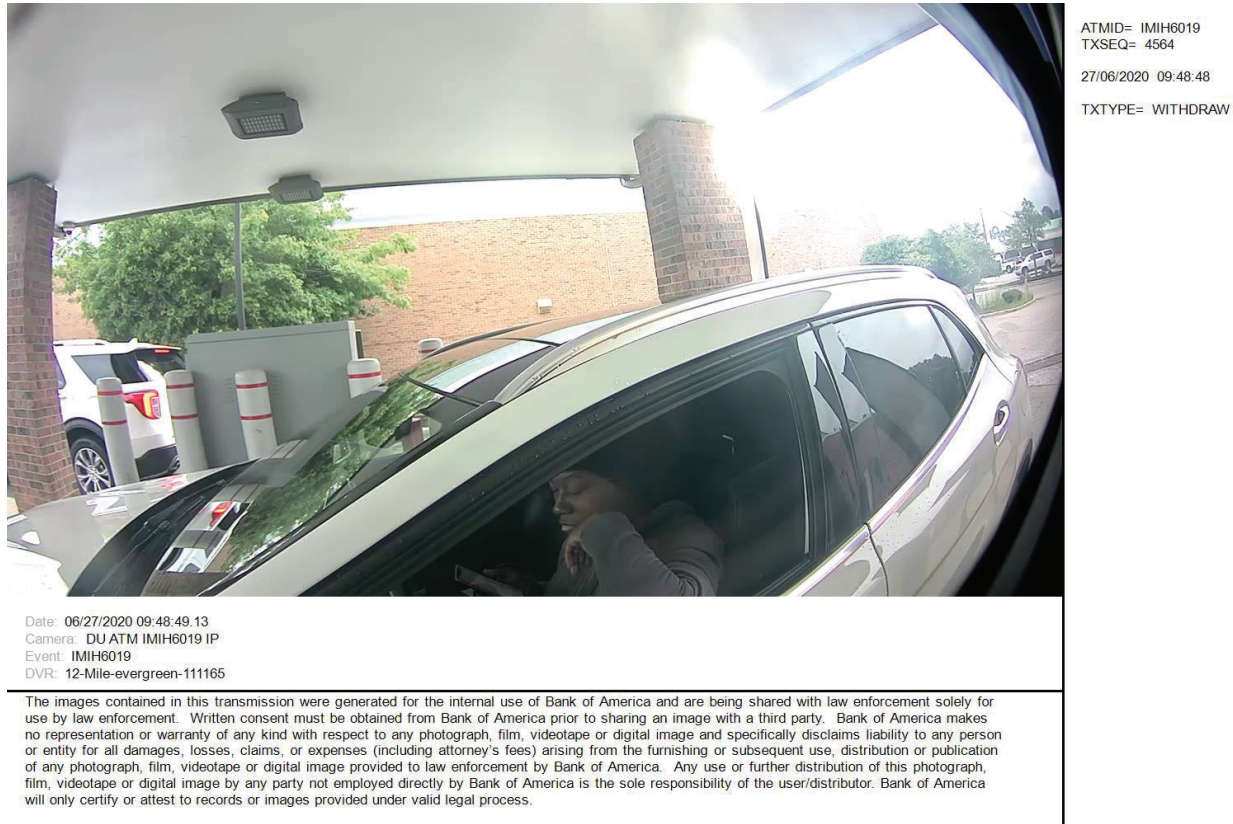 ATMID= IMIH6019
TXSEQ= 4564
27/06/2020 09:48:48
TXTYPE= WITHDRAW
Date: 06/27/2020 09:48:49.13
Camera: DU ATM IMIH6019 IP
Event: IMIH6019
DVR: 12-Mile-evergreen-111165
The images contained in this transmission were generated for the internal use of Bank of America and are being shared with law enforcement solely for
use by law enforcement. Written consent must be obtained from Bank of America prior to sharing an image with a third party. Bank of America makes
no representation or warranty of any kind with respect to any photograph, film, videotape or digital image and specifically disclaims liability to any person
or entity for all damages, losses, claims, or expenses (including attorney's fees) arising from the furnishing or subsequent use, distribution or publication
of any photograph, film, videotape or digital image provided to law enforcement by Bank of America. Any use or further distribution of this photograph,
film, videotape or digital image by any party not employed directly by Bank of America is the sole responsibility of the user/distributor. Bank of America
will only certify or attest to records or images provided under valid legal process.